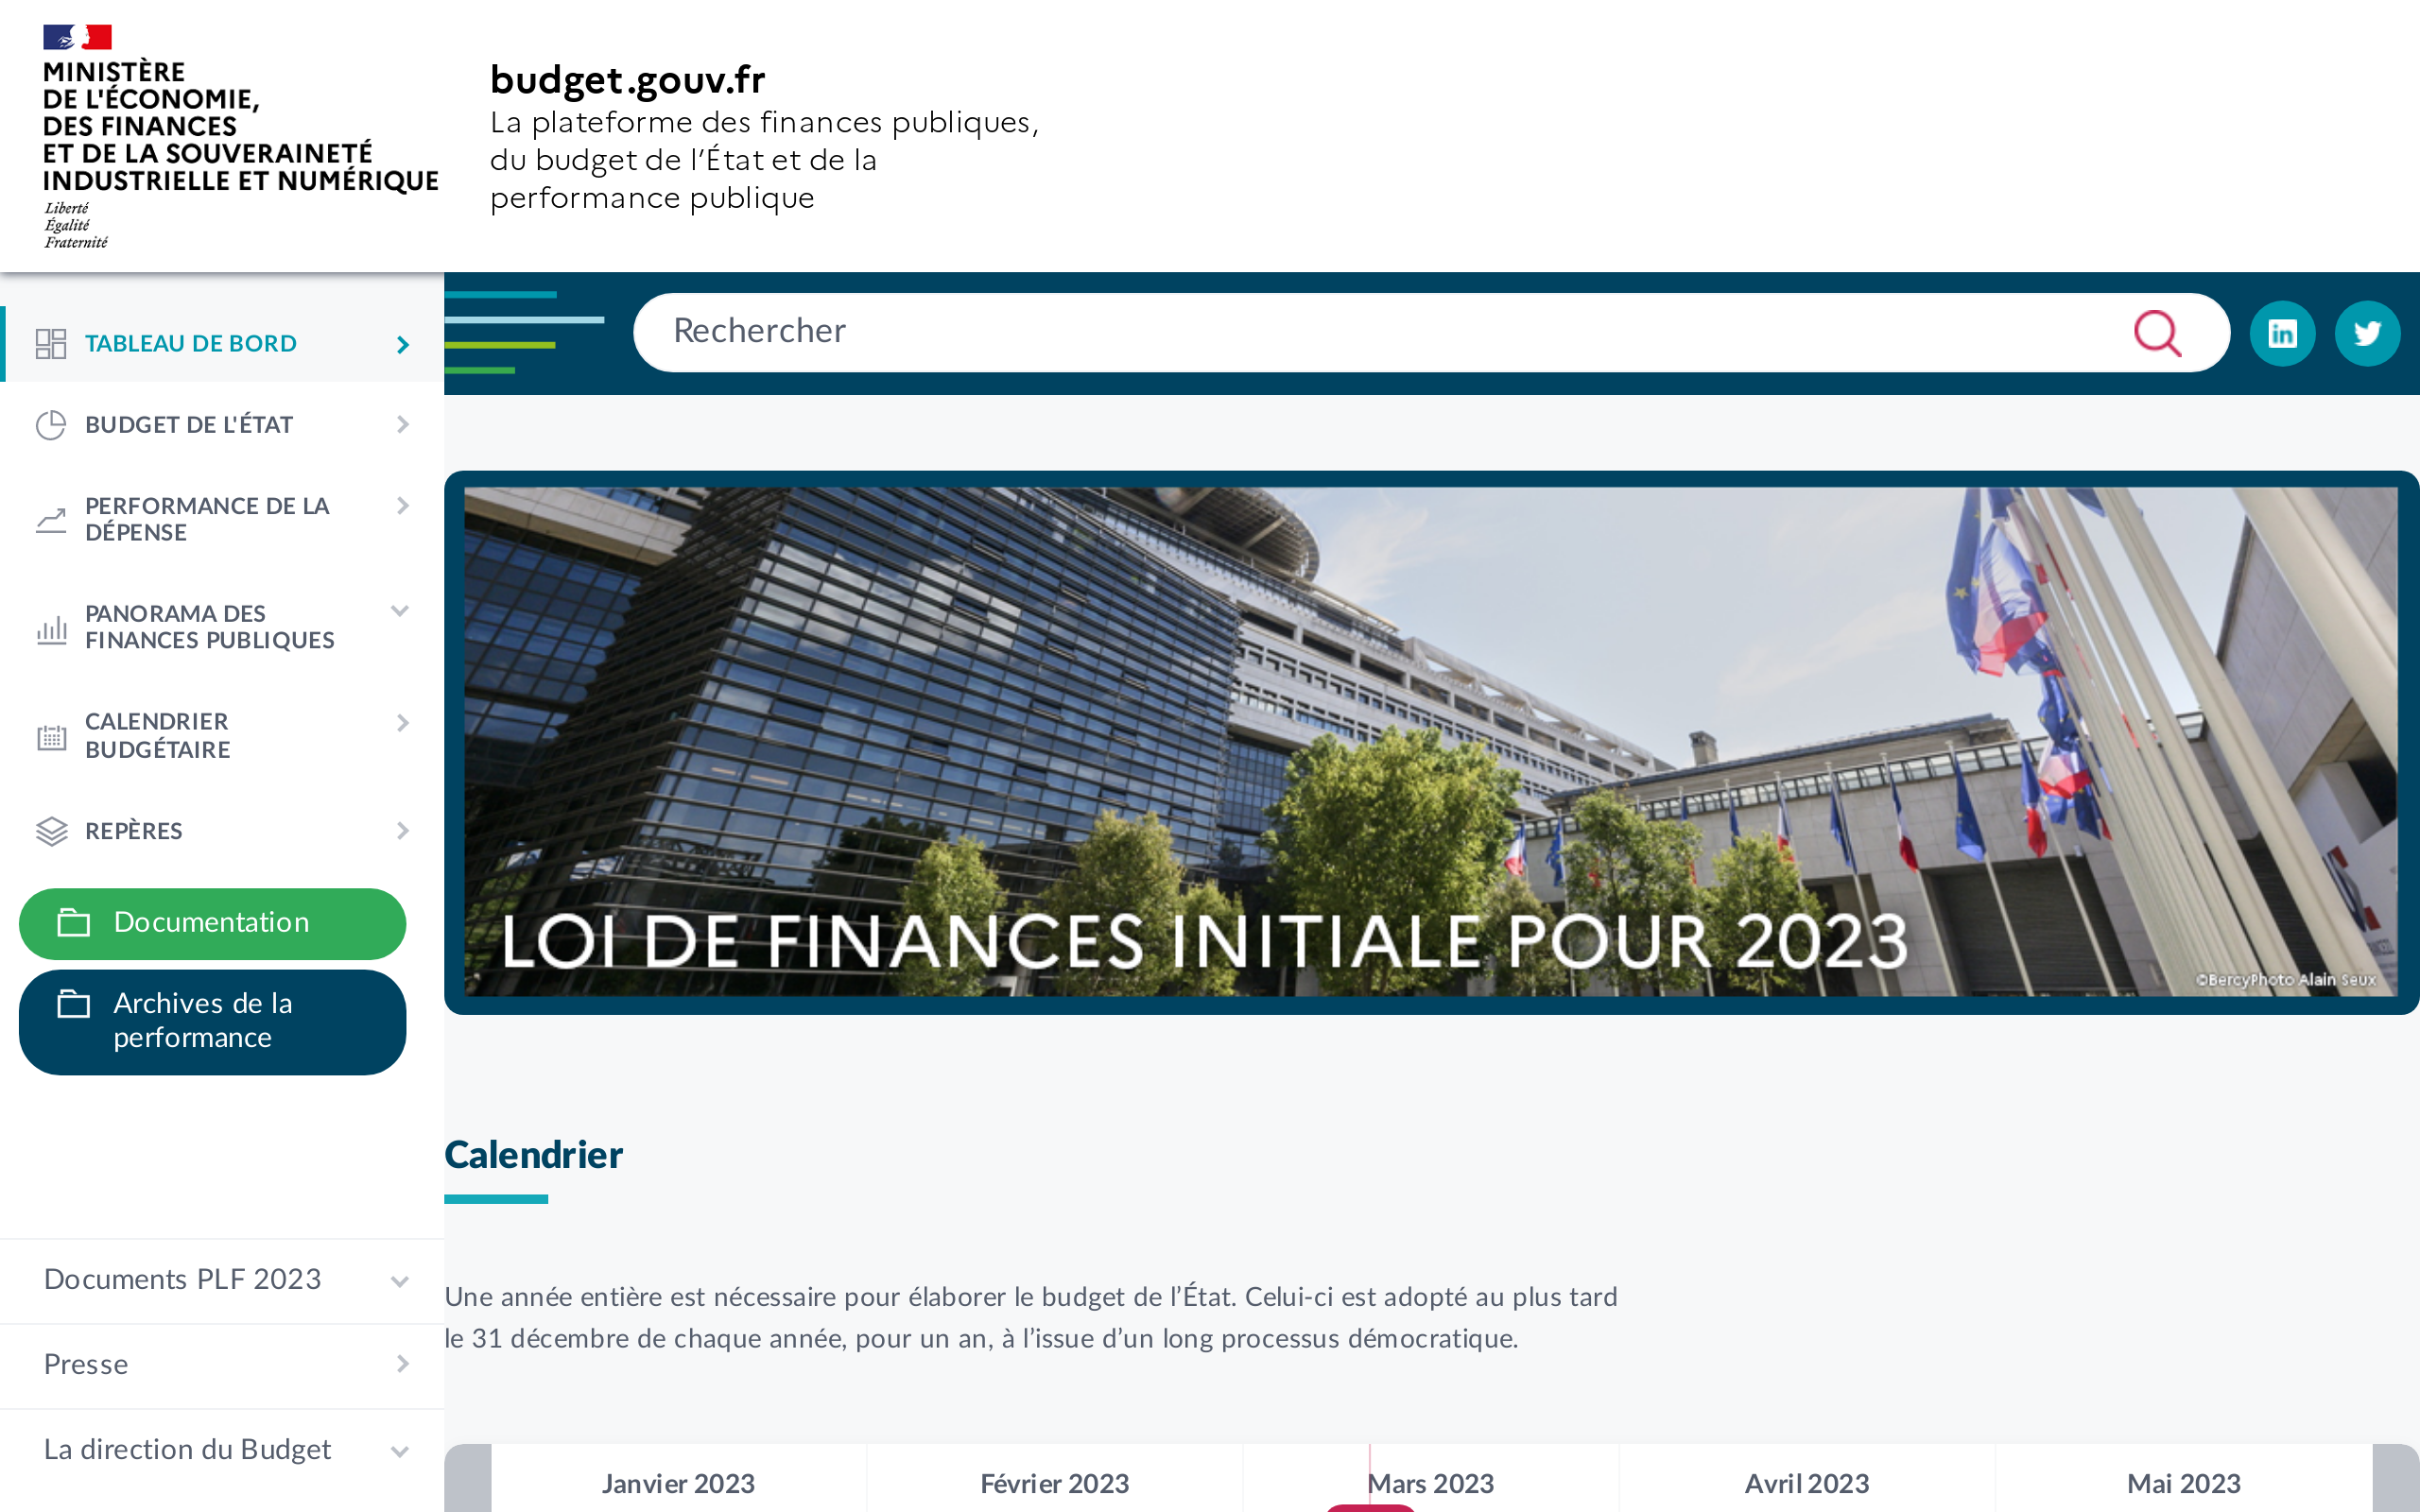 MINISTÈRE
DE L'ÉCONOMIE,
DES FINANCES
ET DE LA SOUVERAINETÉ
INDUSTRIELLE ET NUMÉRIQUE
Liberté
Égalité
Fraternité
budget.gouv.fr
La plateforme des finances publiques,
du budget de l’État et de la
performance publique
TABLEAU DE BORD
BUDGET DE L'ÉTAT
PERFORMANCE DE LA
DÉPENSE
PANORAMA DES
FINANCES PUBLIQUES
CALENDRIER
BUDGÉTAIRE
REPÈRES
Documentation
Archives de la
performance
Documents PLF 2023
Presse
La direction du Budget
Rechercher
in
LOI DE FINANCES INITIALE POUR 2023
©BercyPhoto Alain Seux
Calendrier
Une année entière est nécessaire pour élaborer le budget de l’État. Celui-ci est adopté au plus tard
le 31 décembre de chaque année, pour un an, à l’issue d’un long processus démocratique.
Janvier 2023
Février 2023
Mars 2023
Avril 2023
Mai 2023